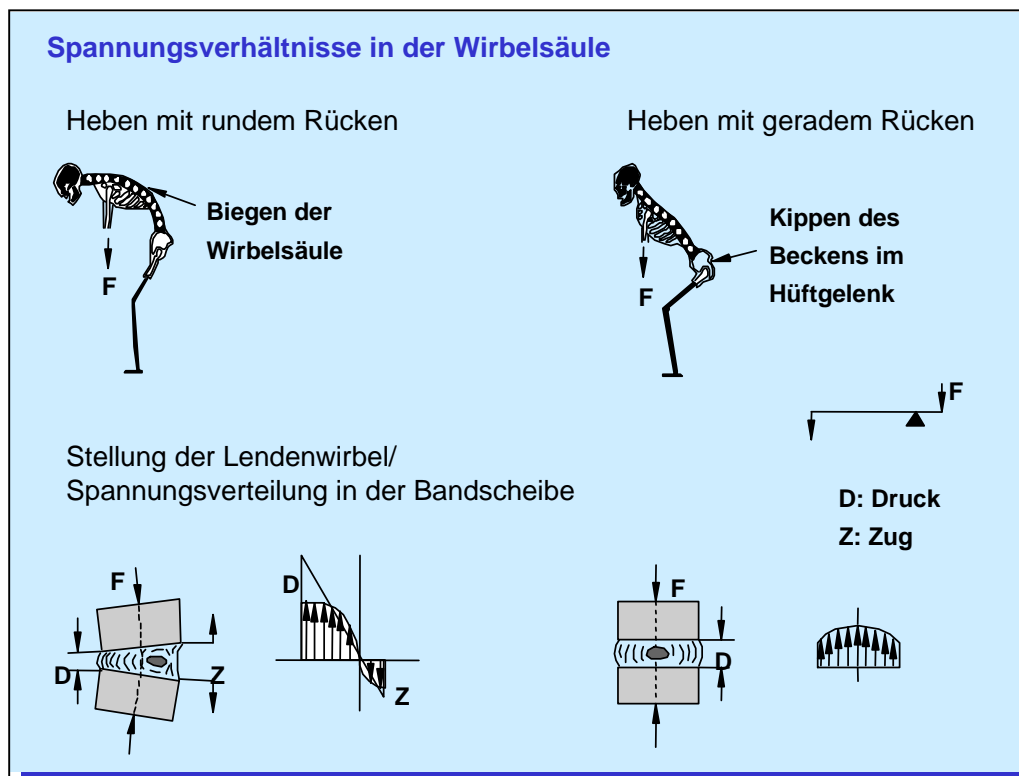 Spannungsverhältnisse in der Wirbelsäule
Heben mit rundem Rücken
Heben mit geradem Rücken
Biegen der
Wirbelsäule
F
Kippen des
Beckens im
Hüftgelenk
F
F
Stellung der Lendenwirbel/
Spannungsverteilung in der Bandscheibe
D: Druck
Z: Zug
F
D
Z
D
Z
F
D